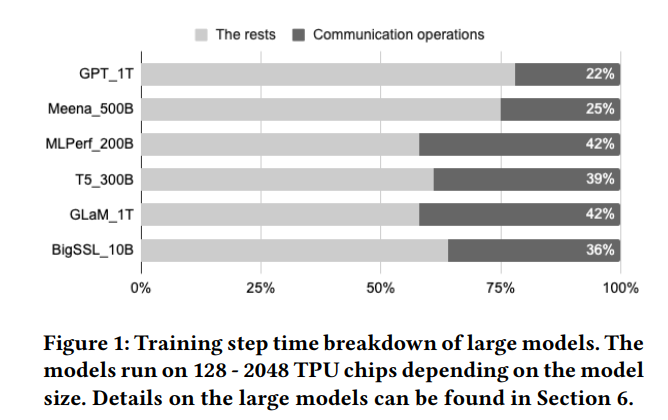 The rests Communication operations
GPT_1T 22%
Meena_500B 25%
MLPerf_200B 42%
T5_300B 39%
GLaM_1T 42%
BigSSL_10B 36%
0% 25% 50% 75% 100%
Figure 1: Training step time breakdown of large models. The
models run on 128 - 2048 TPU chips depending on the model
size. Details on the large models can be found in Section 6.